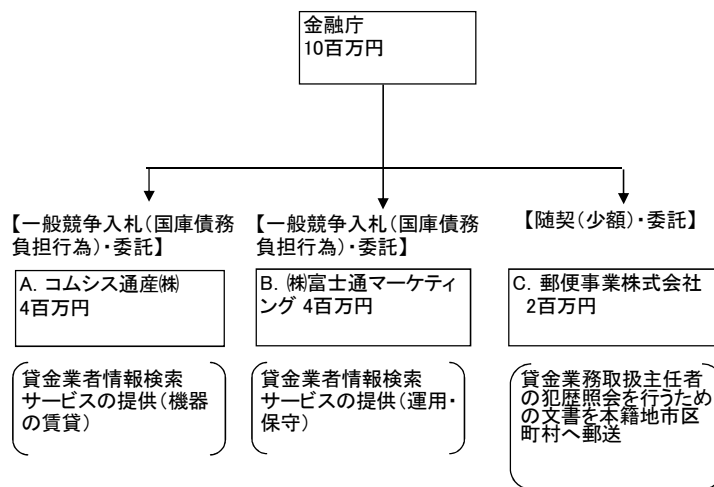 金融庁
10百万円
【一般競争入札(国庫債務
負担行為)・委託】
【一般競争入札(国庫債務
負担行為)・委託】
【随契(少額)・委託】
A. コムシス通産㈱
4百万円
B. ㈱富士通マーケティ
ング 4百万円
C. 郵便事業株式会社
2百万円
貸金業者情報検索
サービスの提供(機器
の賃貸)
貸金業者情報検索
サービスの提供(運用・
保守)
貸金業務取扱主任者
の犯歴照会を行うため
の文書を本籍地市区
町村へ郵送